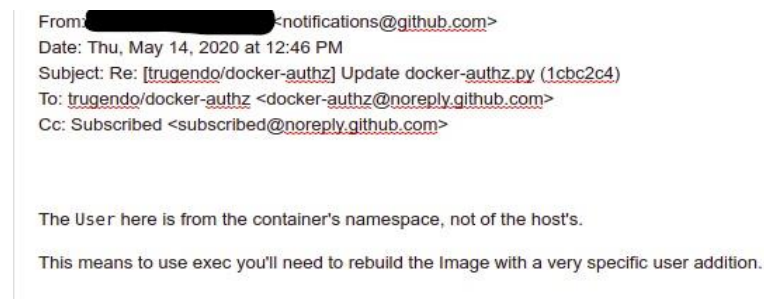 From: <notifications@github.com>
Date: Thu, May 14, 2020 at 12:46 PM
Subject: Re: [trugendo/docker-authz] Update docker-authz.py (1cbc2c4)
To: trugendo/docker-authz <docker-authz@noreply.github.com>
Cc: Subscribed <subscribed@noreply.github.com>
The User here is from the container's namespace, not of the host's.
This means to use exec you'll need to rebuild the Image with a very specific user addition.